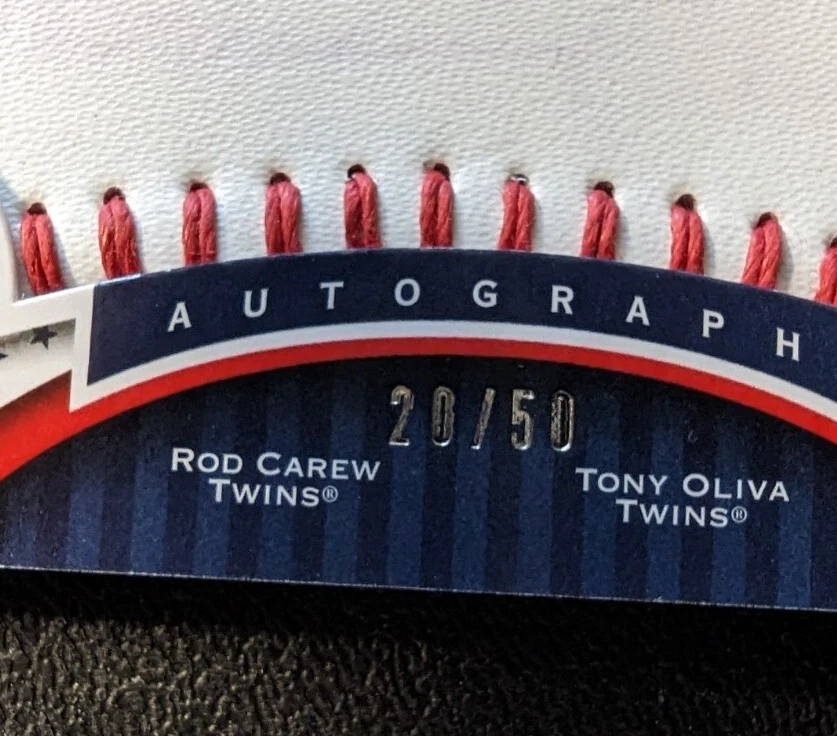 AUTOGRAPH
20/50
ROD CAREW
TWINS®
TONY OLIVA
TWINS®